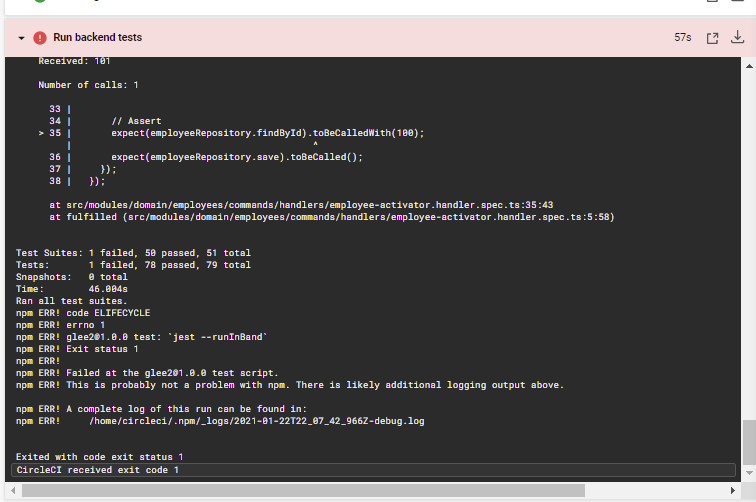 Run backend tests
57s
Received: 101
Number of calls: 1
33 |
34 |       // Assert
> 35 |       expect(employeeRepository.findById).toBeCalledWith(100);
|                                           ^
36 |       expect(employeeRepository.save).toBeCalled();
37 |     });
38 |   });
at src/modules/domain/employees/commands/handlers/employee-activator.handler.spec.ts:35:43
at fulfilled (src/modules/domain/employees/commands/handlers/employee-activator.handler.spec.ts:5:58)
Test Suites: 1 failed, 50 passed, 51 total
Tests:       1 failed, 78 passed, 79 total
Snapshots:   0 total
Time:        46.004s
Ran all test suites.
npm ERR! code ELIFECYCLE
npm ERR! errno 1
npm ERR! glee2@1.0.0 test: `jest --runInBand`
npm ERR! Exit status 1
npm ERR!
npm ERR! Failed at the glee2@1.0.0 test script.
npm ERR! This is probably not a problem with npm. There is likely additional logging output above.
npm ERR! A complete log of this run can be found in:
npm ERR!     /home/circleci/.npm/_logs/2021-01-22T22_07_42_966Z-debug.log
Exited with code exit status 1
CircleCI received exit code 1